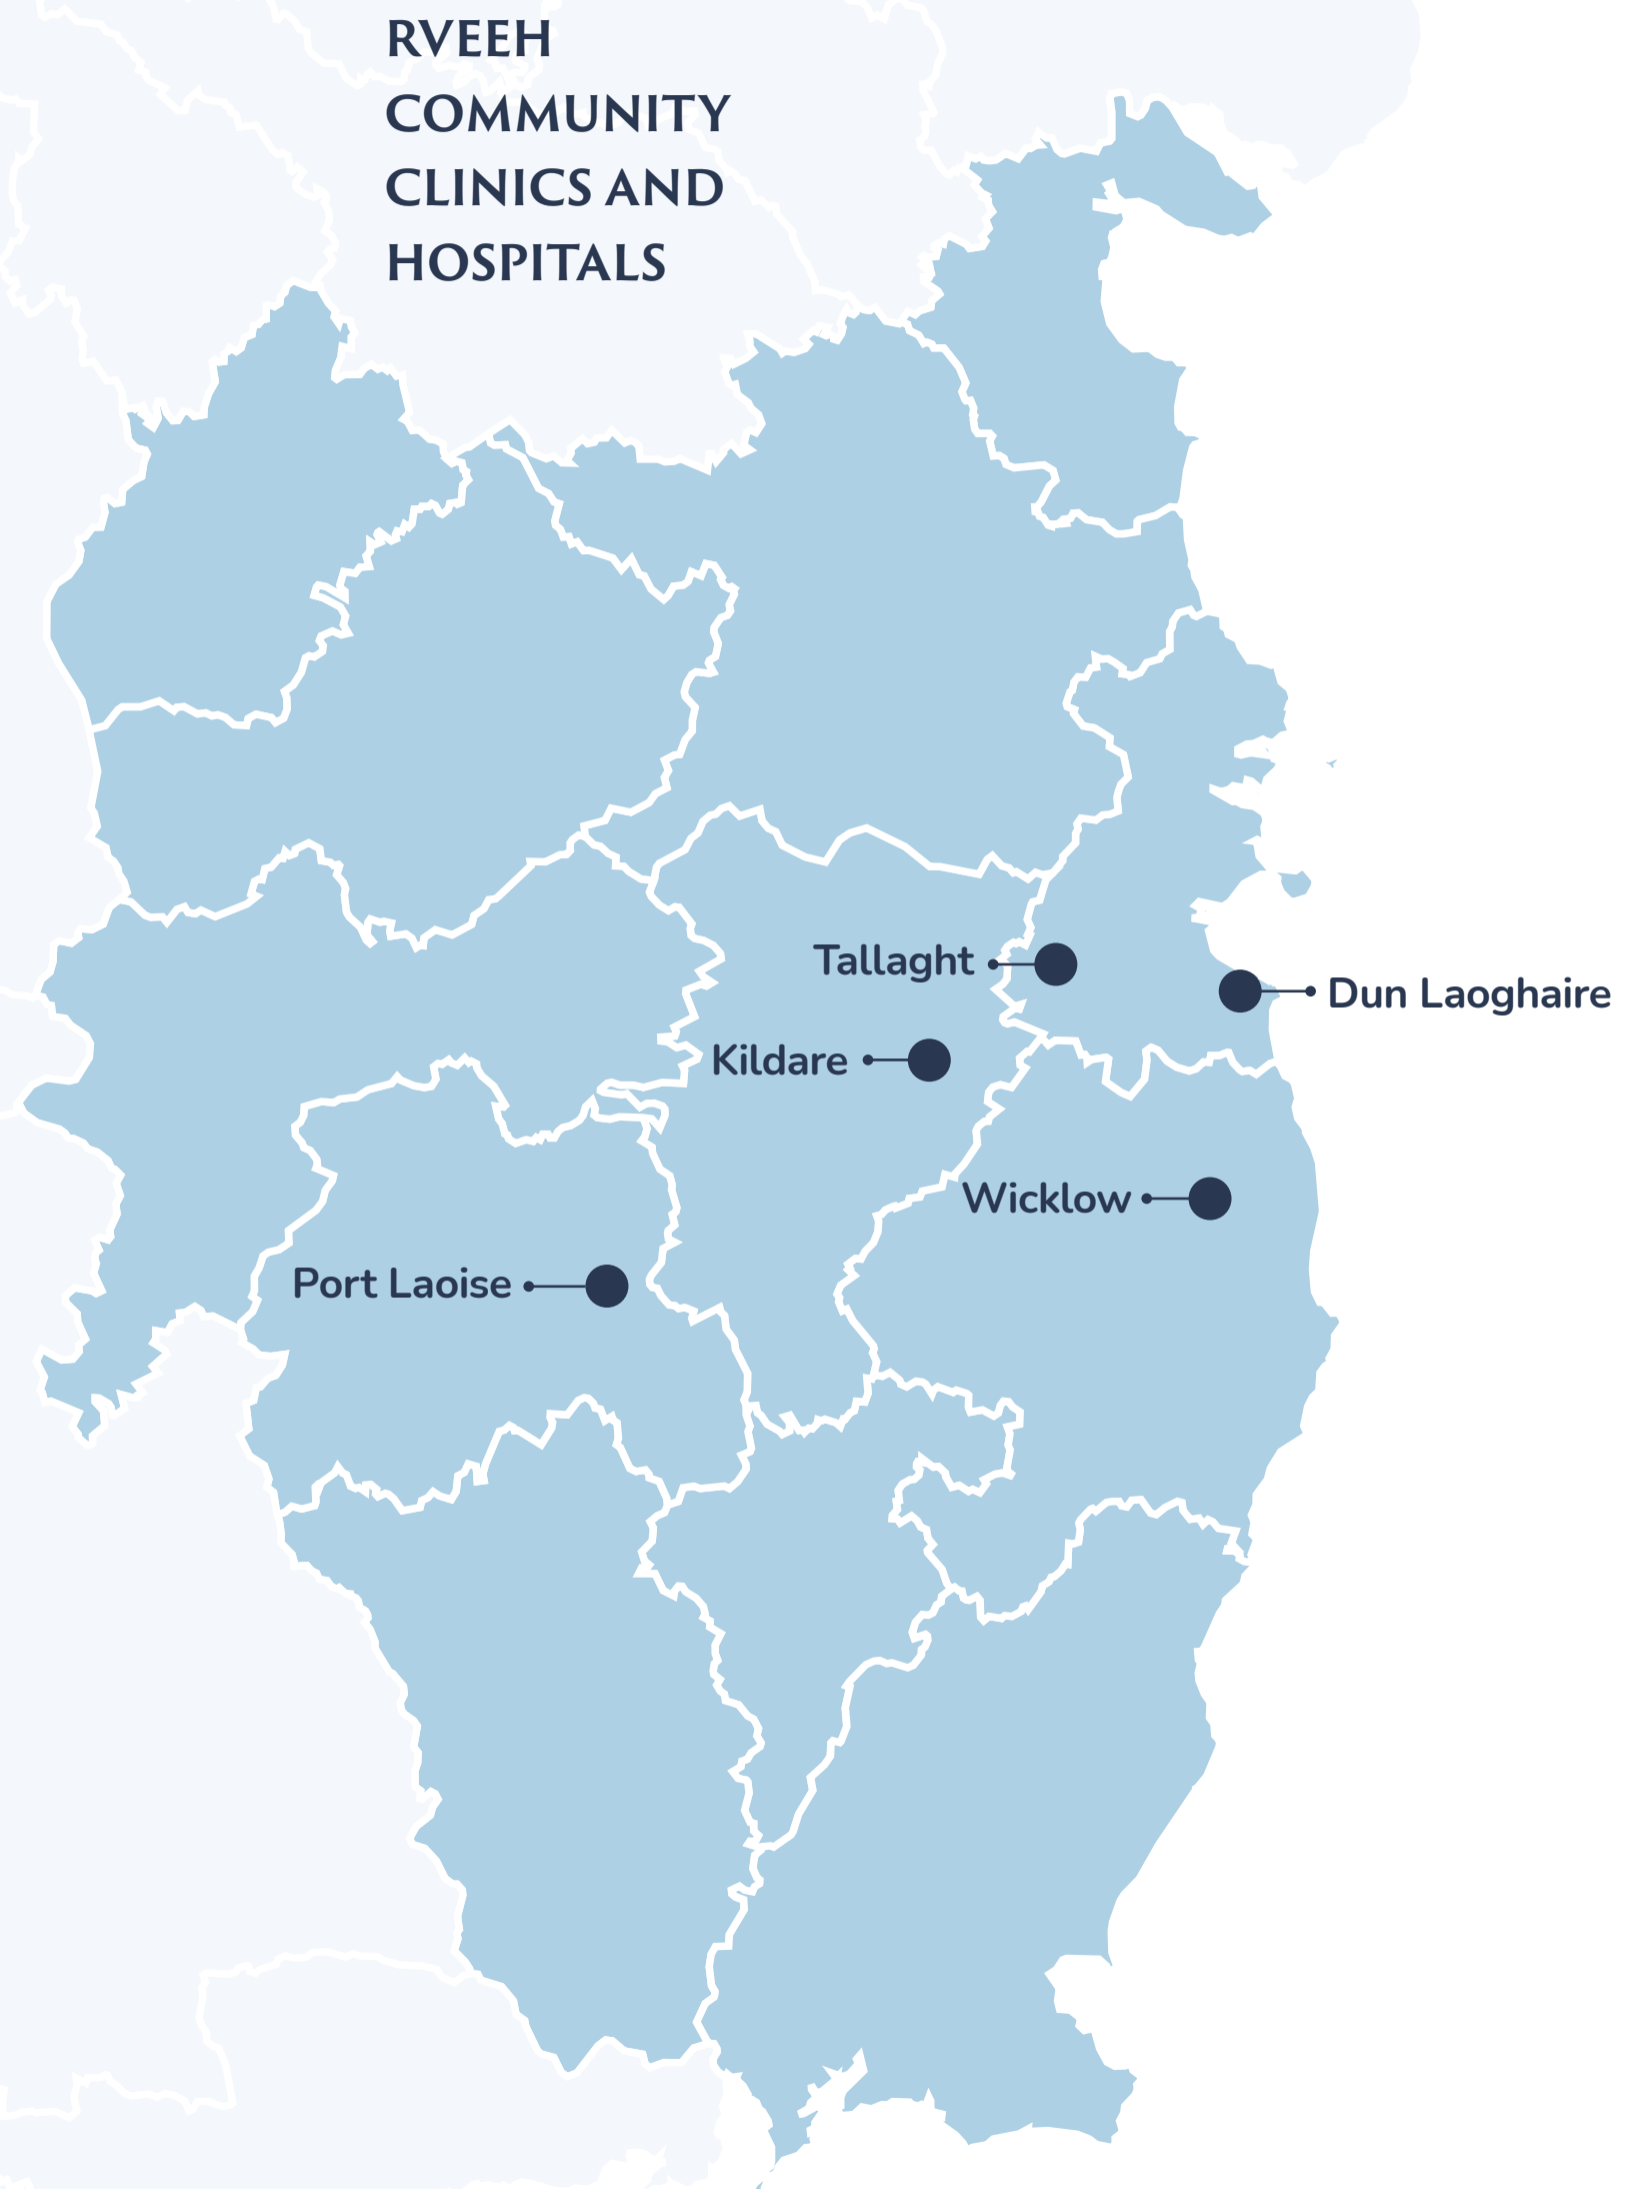 RVEEH
COMMUNITY
CLINICS AND
HOSPITALS
Tallaght
Dun Laoghaire
Kildare
Wicklow
Port Laoise